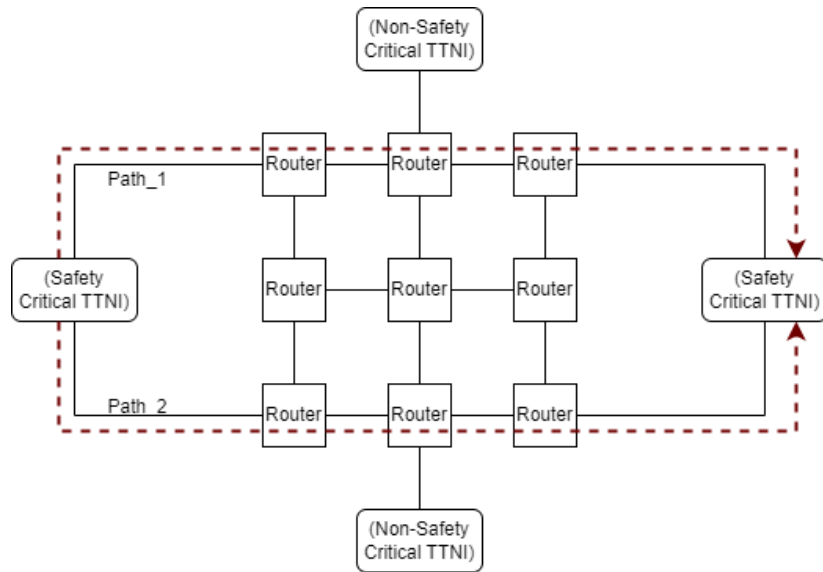 (Non-Safety
Critical TTNI)
Router
Router
Router
Path_1
(Safety
Critical TTNI)
Router
Router
Router
(Safety
Critical TTNI)
Path_2
Router
Router
Router
(Non-Safety
Critical TTNI)